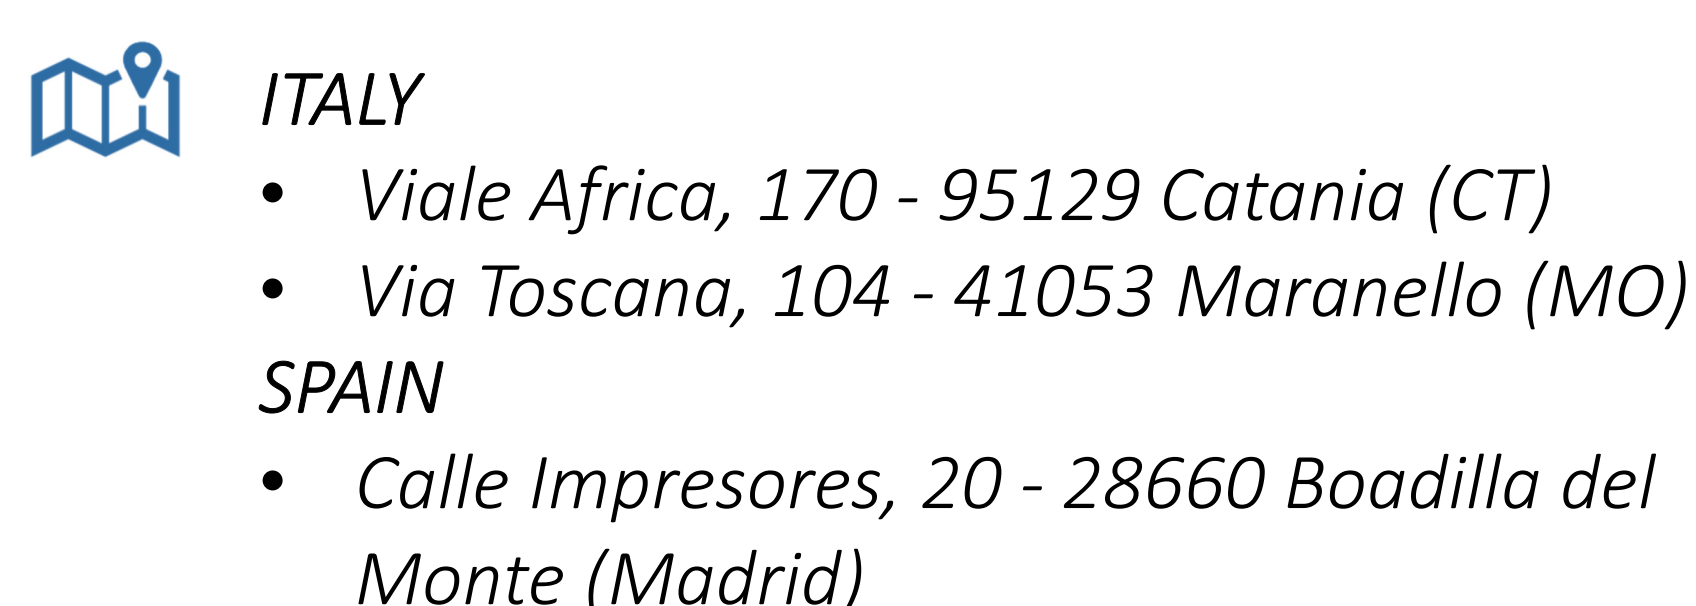 ITALY
• Viale Africa, 170 - 95129 Catania (CT)
• Via Toscana, 104 - 41053 Maranello (MO)
SPAIN
• Calle Impresores, 20 - 28660 Boadilla del
Monte (Madrid)